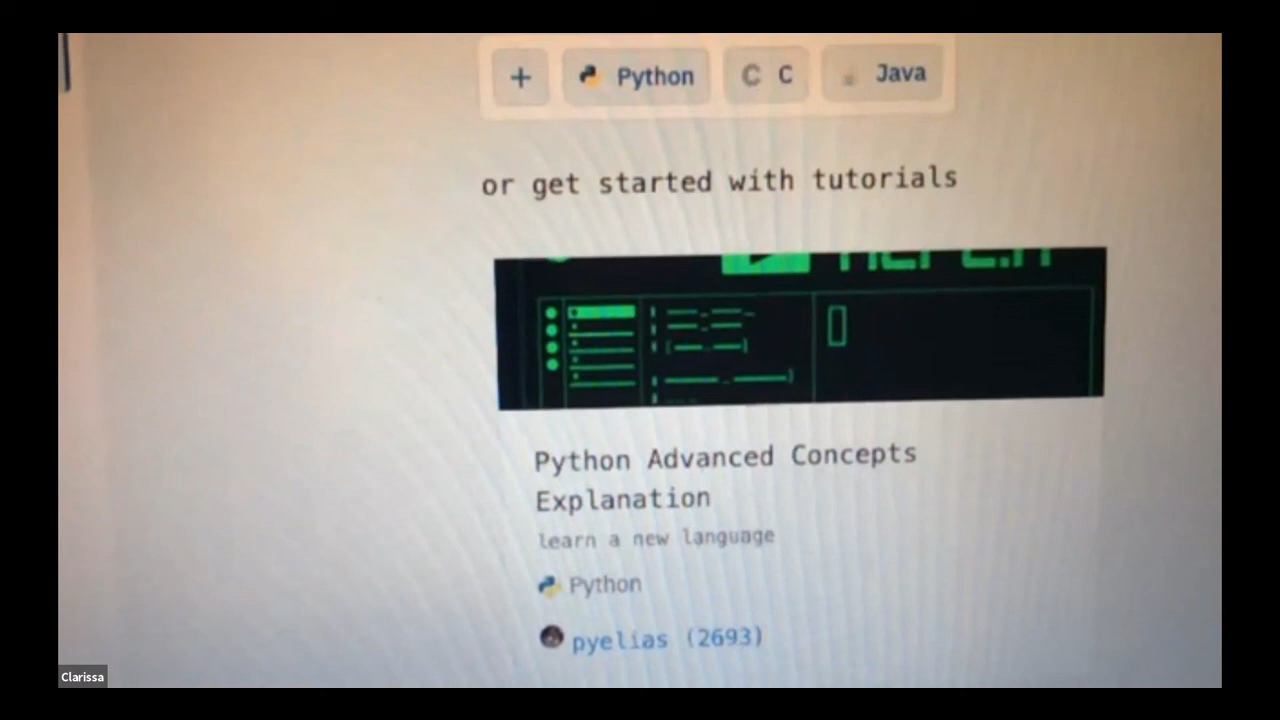 + Python C C Java
or get started with tutorials
Python Advanced Concepts
Explanation
learn a new language
Python
pyelias (2693)
Clarissa